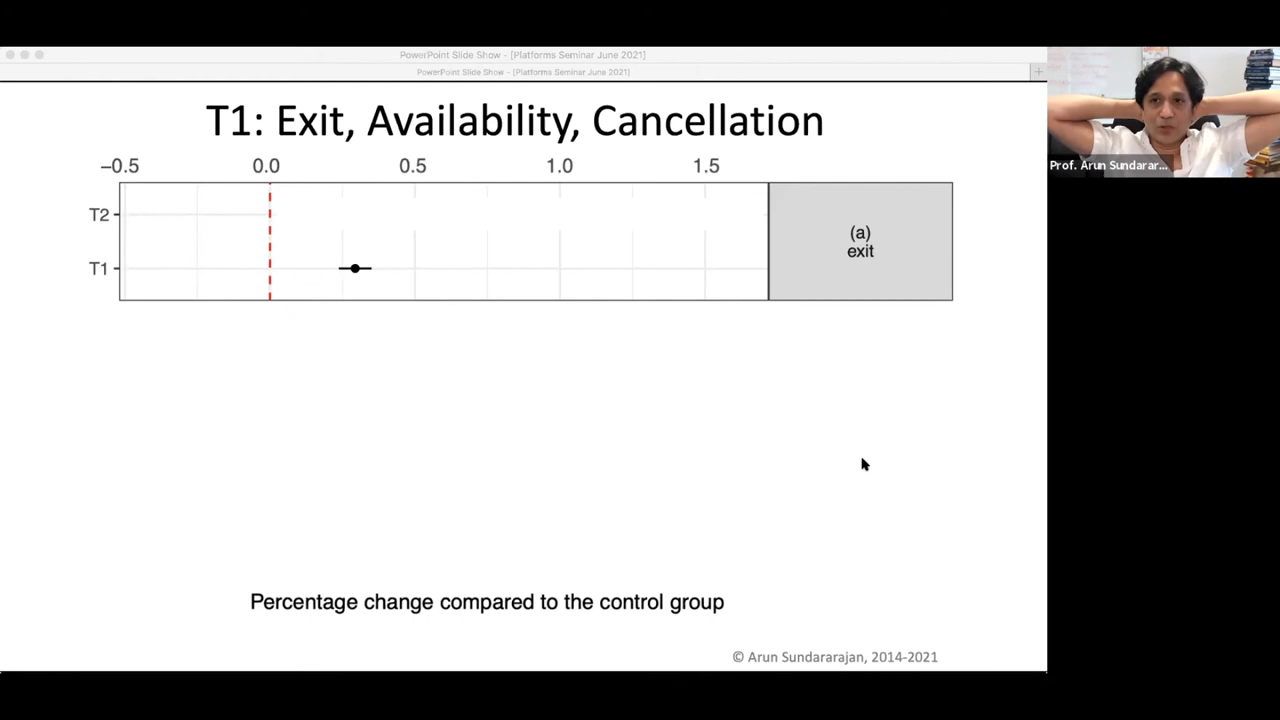 PowerPoint Slide Show - [Platforms Seminar June 2021]
PowerPoint Slide Show - [Platforms Seminar June 2021]
T1: Exit, Availability, Cancellation
−0.5 0.0 0.5 1.0 1.5
T2
T1
(a)
exit
Percentage change compared to the control group
© Arun Sundararajan, 2014-2021
Prof. Arun Sundarar...